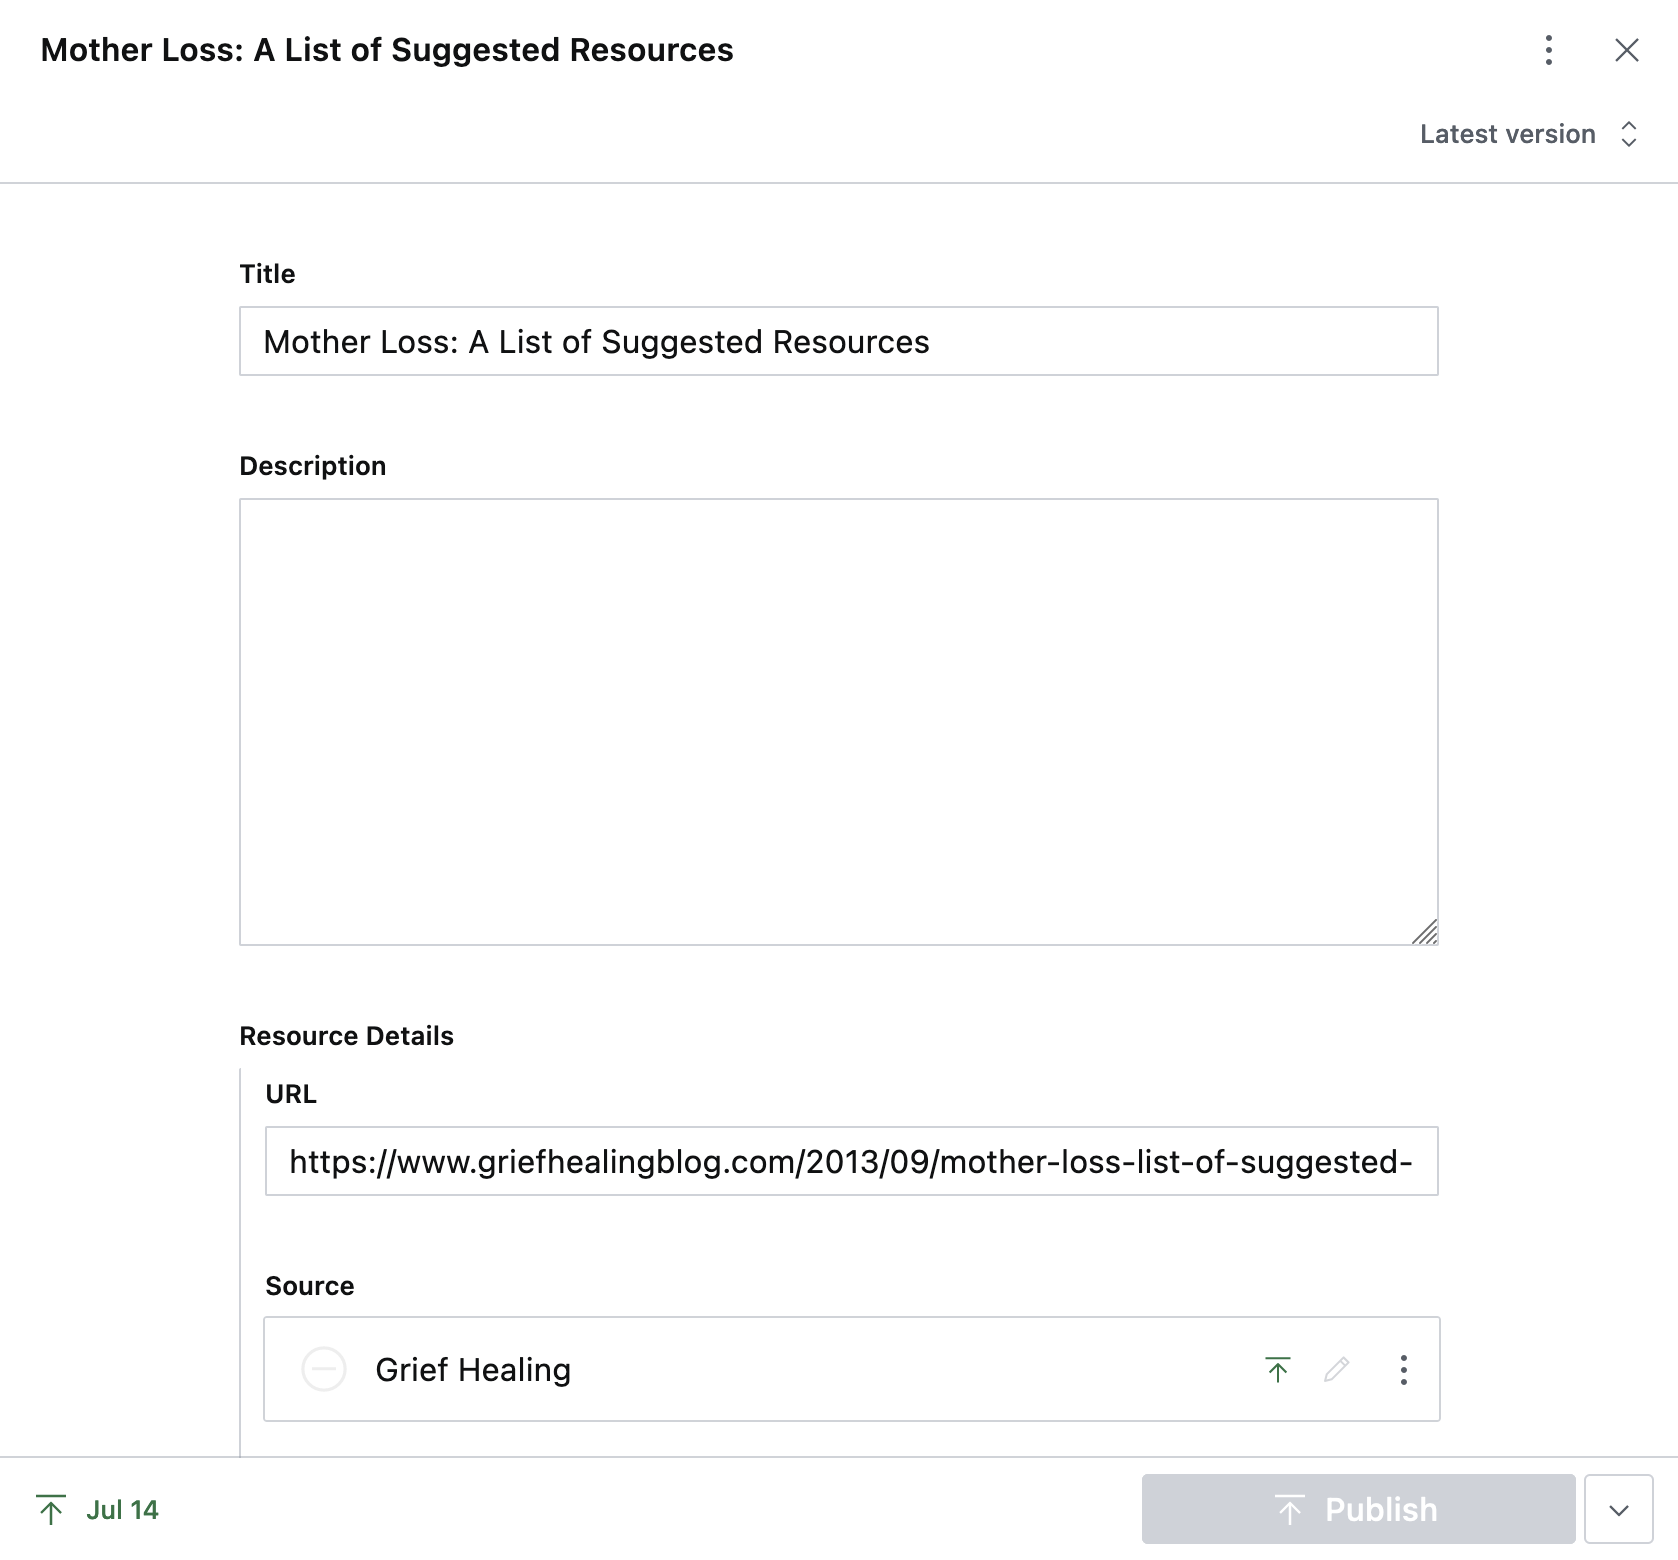 Mother Loss: A List of Suggested Resources
Latest version
Title
Mother Loss: A List of Suggested Resources
Description
Resource Details
URL
https://www.griefhealingblog.com/2013/09/mother-loss-list-of-suggested-
Source
Grief Healing
Jul 14
Publish